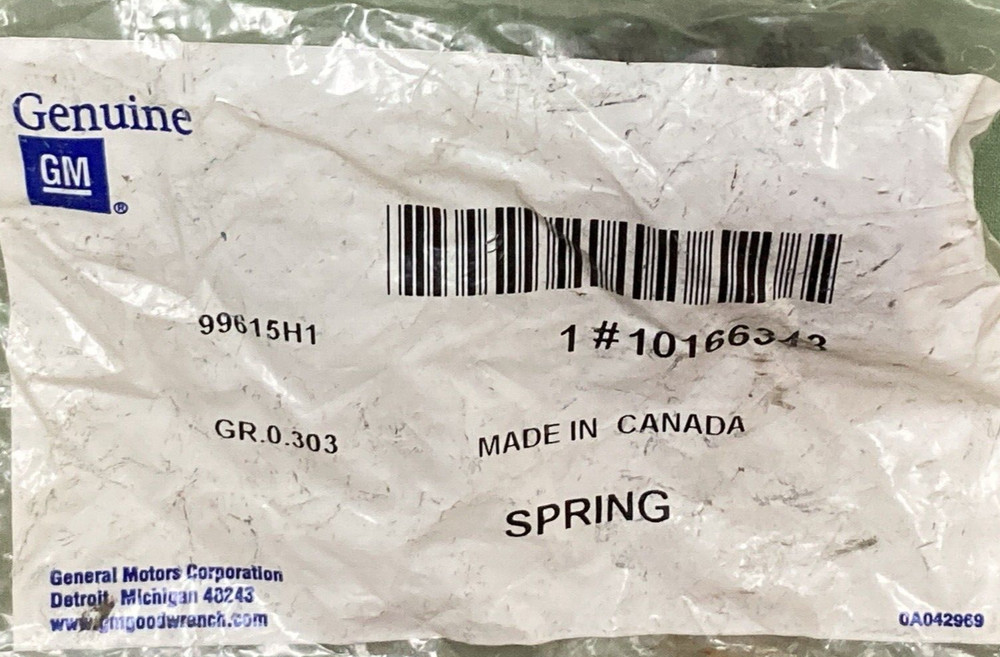 Genuine
GM®
99615H1
1 # 10166343
GR.0.303
MADE IN CANADA
SPRING
General Motors Corporation
Detroit, Michigan 48243
www.gmgoodwrench.com
0A042969